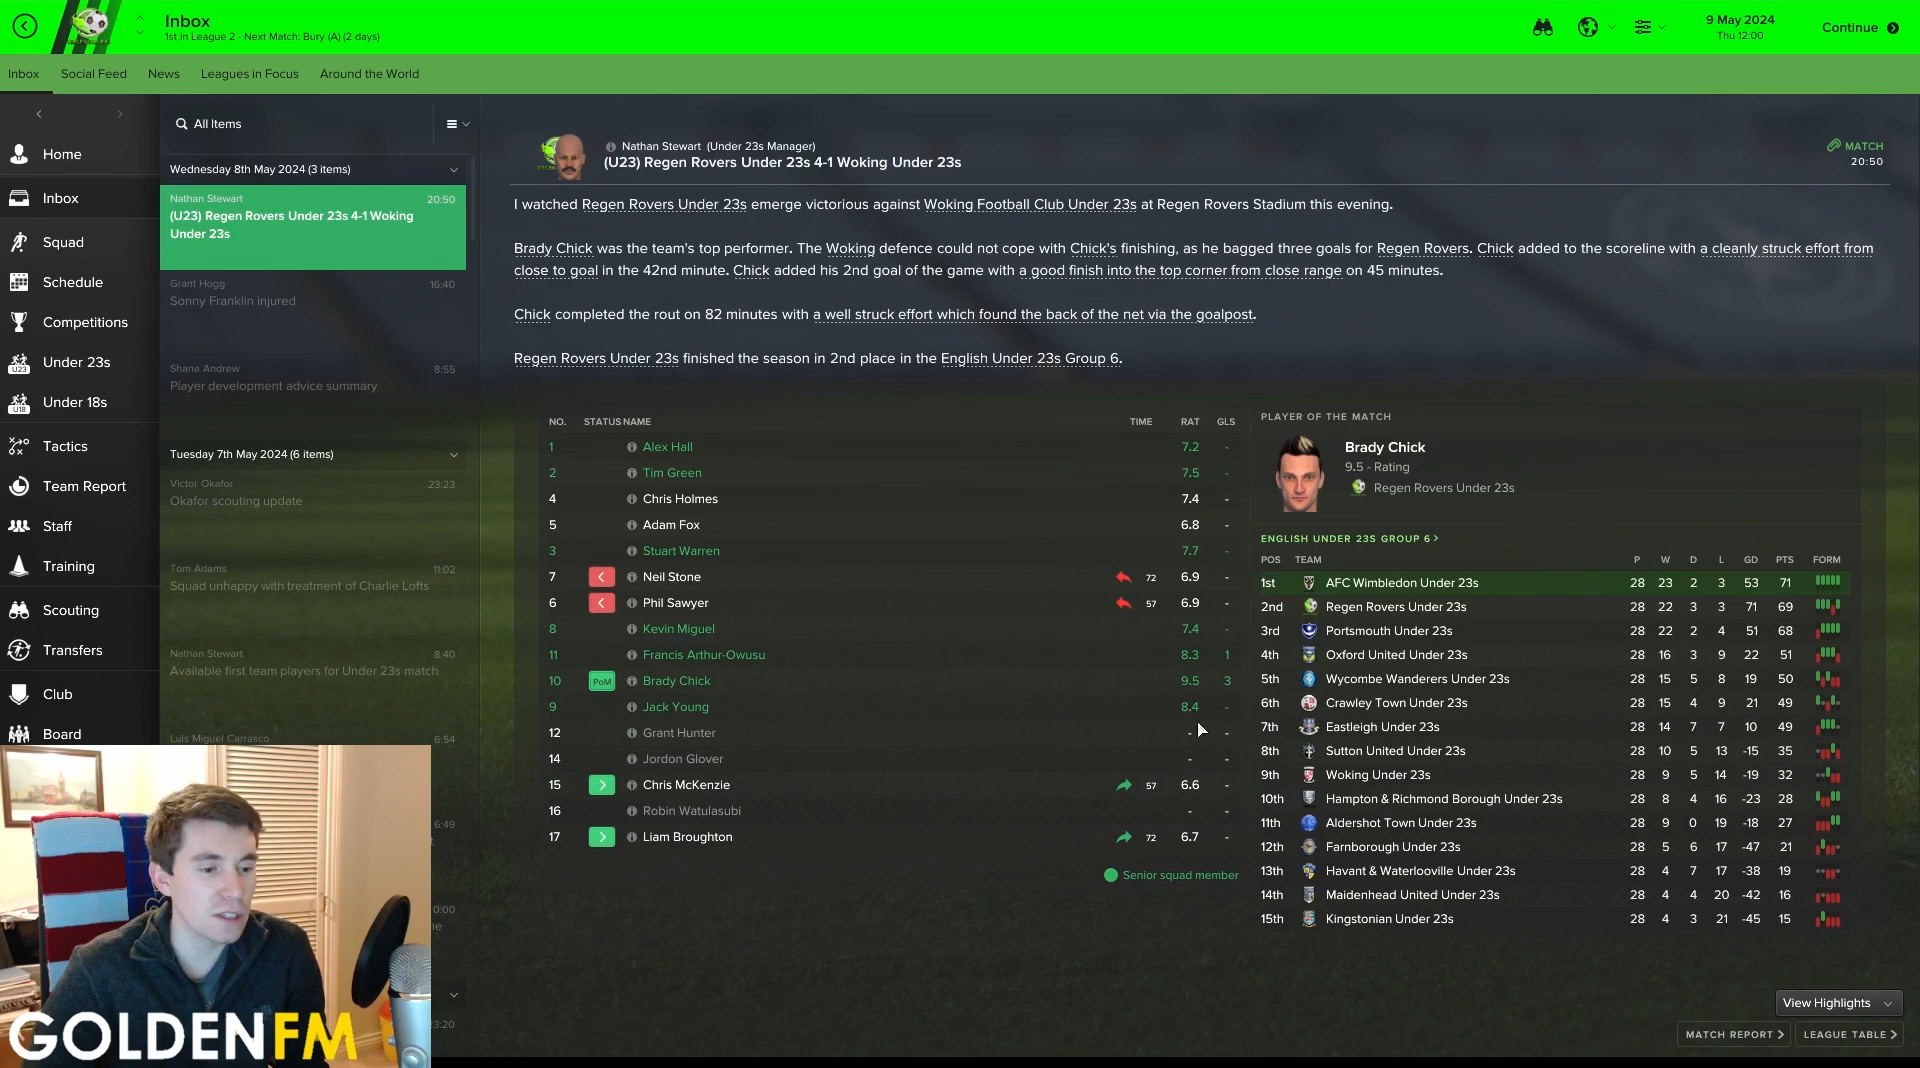 Inbox
1st in League 2 - Next Match: Bury (A) (2 days)
9 May 2024
Thu 12:00
Continue
Inbox
Social Feed
News
Leagues in Focus
Around the World
Home
Inbox
Squad
Schedule
Competitions
U23
Under 23s
U18
Under 18s
Tactics
Team Report
Staff
Training
Scouting
Transfers
Club
Board
All Items
Wednesday 8th May 2024 (3 items)
Nathan Stewart 20:50
(U23) Regen Rovers Under 23s 4-1 Woking
Under 23s
Grant Hogg 16:40
Sonny Franklin injured
Shane Andrew 8:55
Player development advice summary
Tuesday 7th May 2024 (6 items)
Victor Okafor 23:23
Okafor scouting update
Tom Adams 11:02
Squad unhappy with treatment of Charlie Lofts
Nathan Stewart 8:40
Available first team players for Under 23s match
Luis Miguel Carrasco 6:54
6:49
Nathan Stewart (Under 23s Manager)
(U23) Regen Rovers Under 23s 4-1 Woking Under 23s
MATCH
20:50
I watched Regen Rovers Under 23s emerge victorious against Woking Football Club Under 23s at Regen Rovers Stadium this evening.
Brady Chick was the team's top performer. The Woking defence could not cope with Chick's finishing, as he bagged three goals for Regen Rovers. Chick added to the scoreline with a cleanly struck effort from
close to goal in the 42nd minute. Chick added his 2nd goal of the game with a good finish into the top corner from close range on 45 minutes.
Chick completed the rout on 82 minutes with a well struck effort which found the back of the net via the goalpost.
Regen Rovers Under 23s finished the season in 2nd place in the English Under 23s Group 6.
NO. STATUS NAME TIME RAT GLS
1 Alex Hall 7.2 -
2 Tim Green 7.5 -
4 Chris Holmes 7.4 -
5 Adam Fox 6.8 -
3 Stuart Warren 7.7 -
7 Neil Stone 72 6.9 -
6 Phil Sawyer 57 6.9 -
8 Kevin Miguel 7.4 -
11 Francis Arthur-Owusu 8.3 1
10 PoM Brady Chick 9.5 3
9 Jack Young 8.4 -
12 Grant Hunter - -
14 Jordon Glover - -
15 Chris McKenzie 57 6.6 -
16 Robin Watulasubi - -
17 Liam Broughton 72 6.7 -
Senior squad member
PLAYER OF THE MATCH
Brady Chick
9.5 - Rating
Regen Rovers Under 23s
ENGLISH UNDER 23S GROUP 6 >
POS TEAM P W D L GD PTS FORM
1st AFC Wimbledon Under 23s 28 23 2 3 53 71
2nd Regen Rovers Under 23s 28 22 3 3 71 69
3rd Portsmouth Under 23s 28 22 2 4 51 68
4th Oxford United Under 23s 28 16 3 9 22 51
5th Wycombe Wanderers Under 23s 28 15 5 8 19 50
6th Crawley Town Under 23s 28 15 4 9 21 49
7th Eastleigh Under 23s 28 14 7 7 10 49
8th Sutton United Under 23s 28 10 5 13 -15 35
9th Woking Under 23s 28 9 5 14 -19 32
10th Hampton & Richmond Borough Under 23s 28 8 4 16 -23 28
11th Aldershot Town Under 23s 28 9 0 19 -18 27
12th Farnborough Under 23s 28 5 6 17 -47 21
13th Havant & Waterlooville Under 23s 28 4 7 17 -38 19
14th Maidenhead United Under 23s 28 4 4 20 -42 16
15th Kingstonian Under 23s 28 4 3 21 -45 15
View Highlights
MATCH REPORT >
LEAGUE TABLE >
GOLDENFM